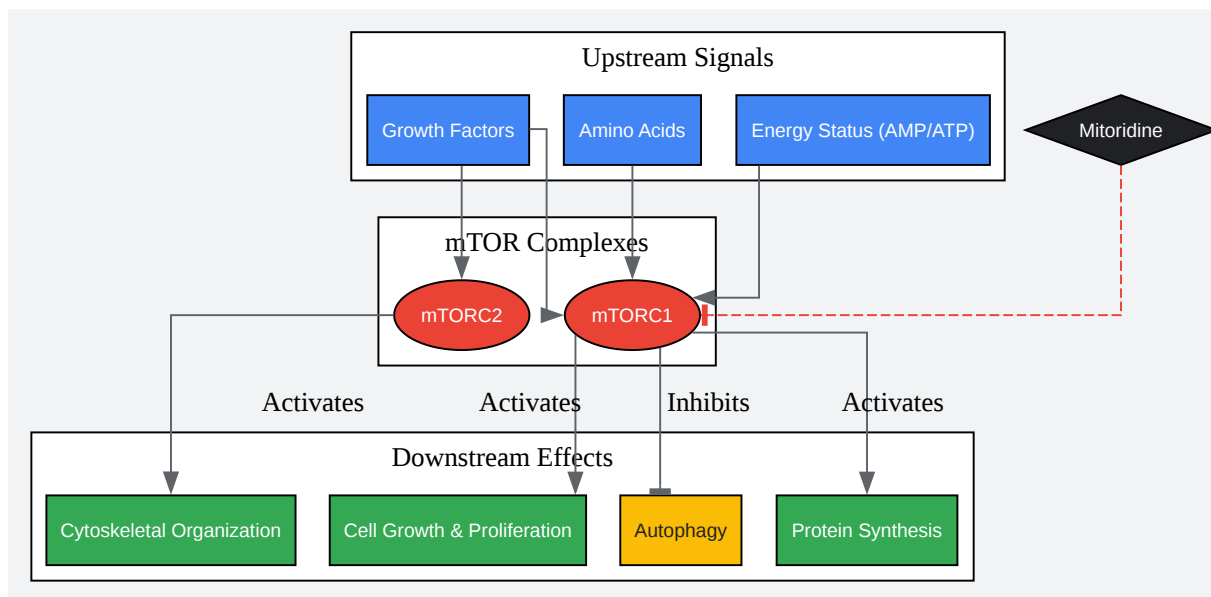 Upstream Signals
Growth Factors
Amino Acids
Energy Status (AMP/ATP)
Mitoridine
mTOR Complexes
mTORC2
mTORC1
Activates
Activates
Inhibits
Activates
Downstream Effects
Cytoskeletal Organization
Cell Growth & Proliferation
Autophagy
Protein Synthesis